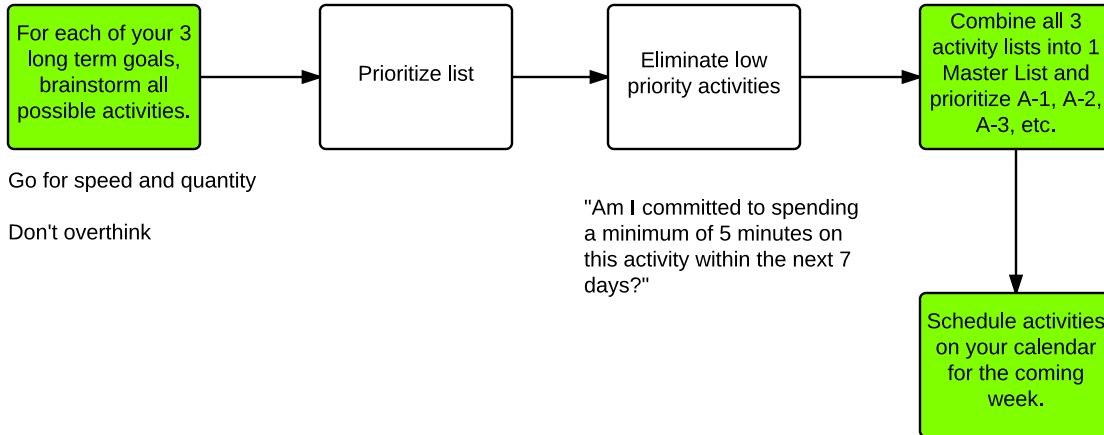 For each of your 3
long term goals,
brainstorm all
possible activities.
Prioritize list
Eliminate low
priority activities
Combine all 3
activity lists into 1
Master List and
prioritize A-1, A-2,
A-3, etc.
Go for speed and quantity
Don't overthink
"Am I committed to spending
a minimum of 5 minutes on
this activity within the next 7
days?"
Schedule activities
on your calendar
for the coming
week.